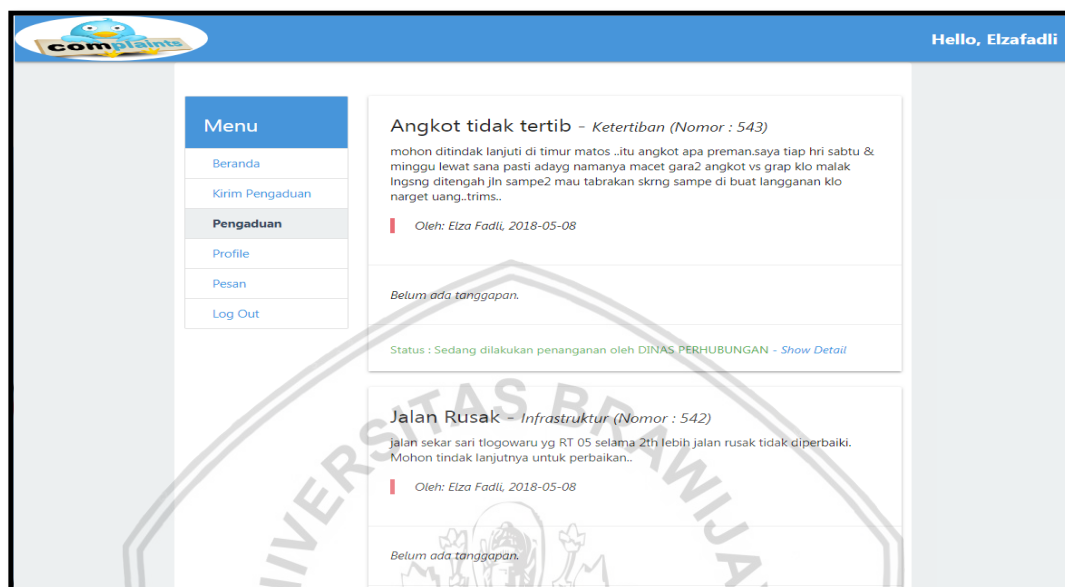 complaints
Hello, Elzafadli
Menu
Beranda
Kirim Pengaduan
Pengaduan
Profile
Pesan
Log Out
Angkot tidak tertib - Ketertiban (Nomor : 543)
mohon ditindak lanjuti di timur matos ..itu angkot apa preman.saya tiap hri sabtu &
minggu lewat sana pasti adayg namanya macet gara2 angkot vs grap klo malak
lngsng ditengah jln sampe2 mau tabrakan skrng sampe di buat langganan klo
narget uang..trims..
Oleh: Elza Fadli, 2018-05-08
Belum ada tanggapan.
Status : Sedang dilakukan penanganan oleh DINAS PERHUBUNGAN - Show Detail
Jalan Rusak - Infrastruktur (Nomor : 542)
jalan sekar sari tlogowaru yg RT 05 selama 2th lebih jalan rusak tidak diperbaiki.
Mohon tindak lanjutnya untuk perbaikan..
Oleh: Elza Fadli, 2018-05-08
Belum ada tanggapan.
UNIVERSITAS BRAWIJA